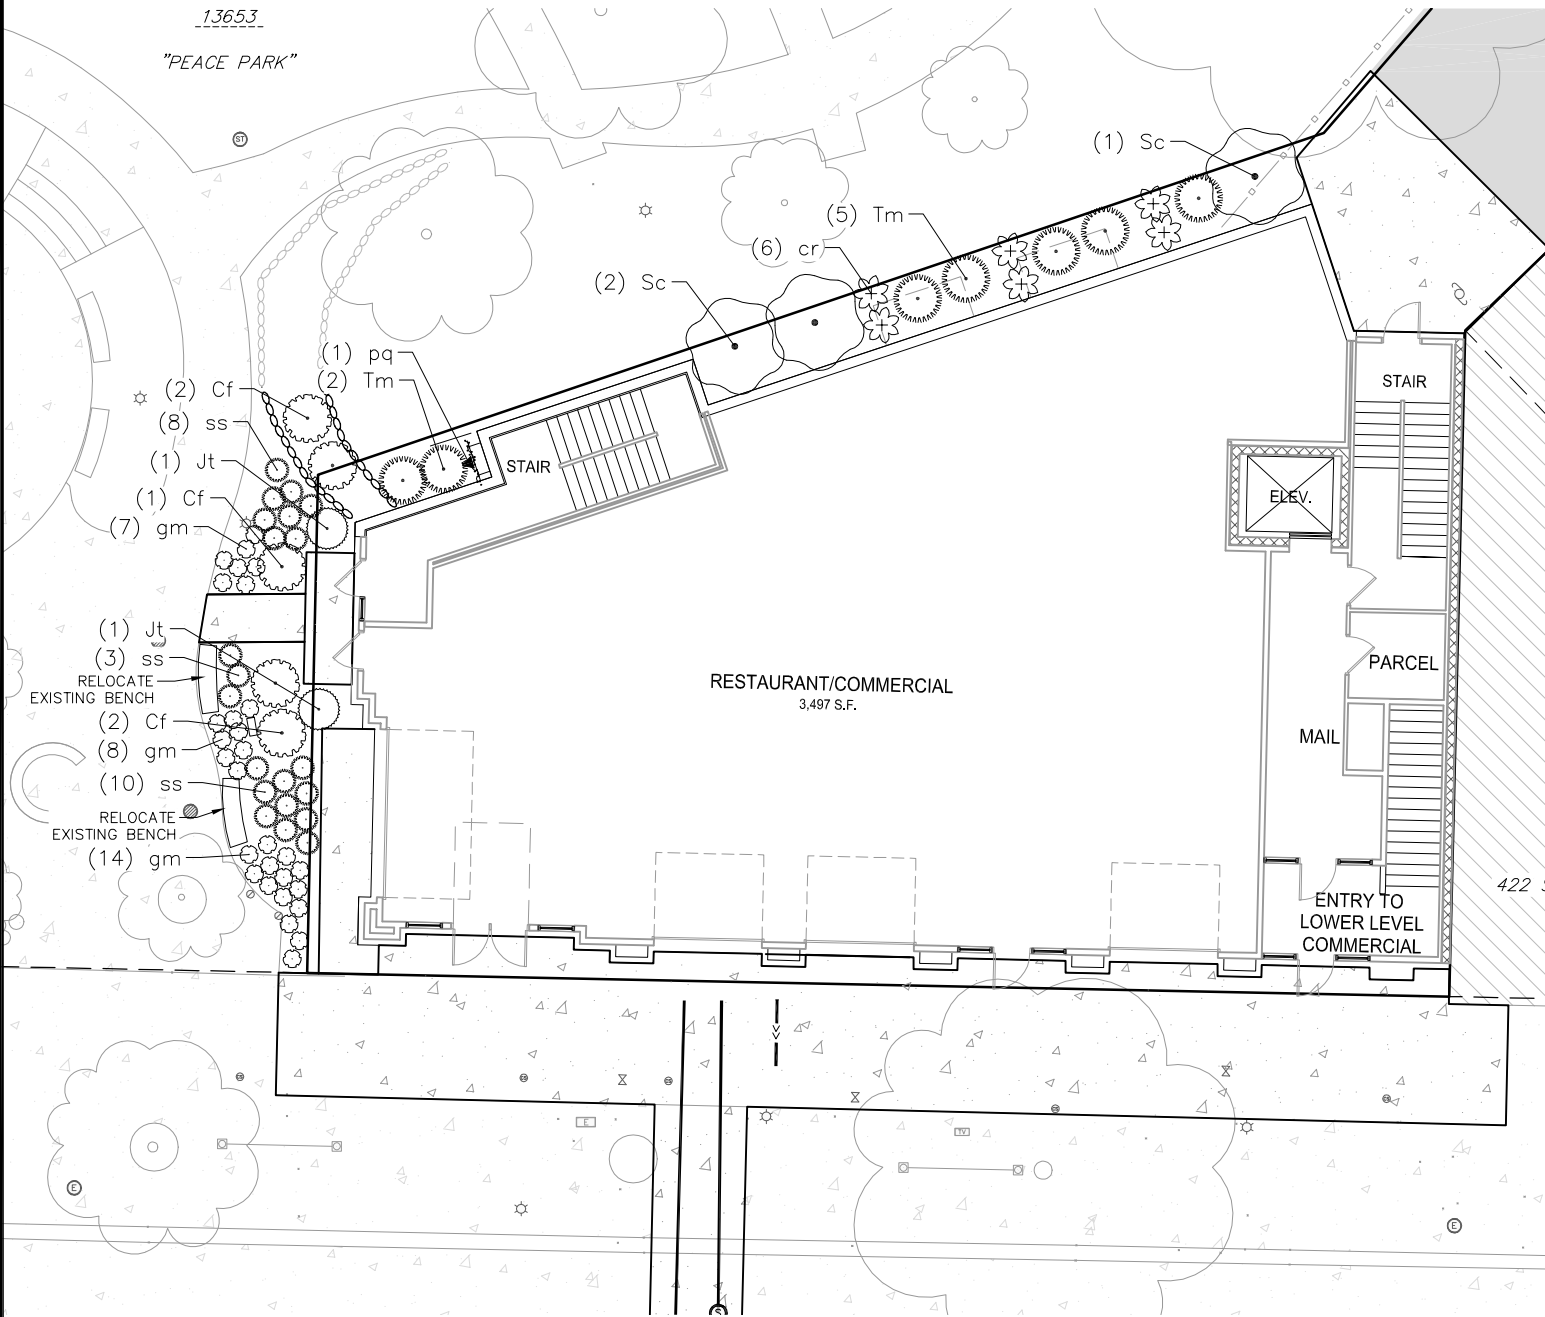 13653
"PEACE PARK"
ST
(1) Sc
(5) Tm
(6) cr
(2) Sc
(1) pq
(2) Tm
(2) Cf
(8) ss
(1) Jt
(1) Cf
(7) gm
STAIR
STAIR
ELEV.
(1) Jt
(3) ss
RELOCATE
EXISTING BENCH
(2) Cf
(8) gm
(10) ss
RELOCATE
EXISTING BENCH
(14) gm
RESTAURANT/COMMERCIAL
3,497 S.F.
PARCEL
MAIL
ENTRY TO
LOWER LEVEL
COMMERCIAL
422
E
TV
E
E
S